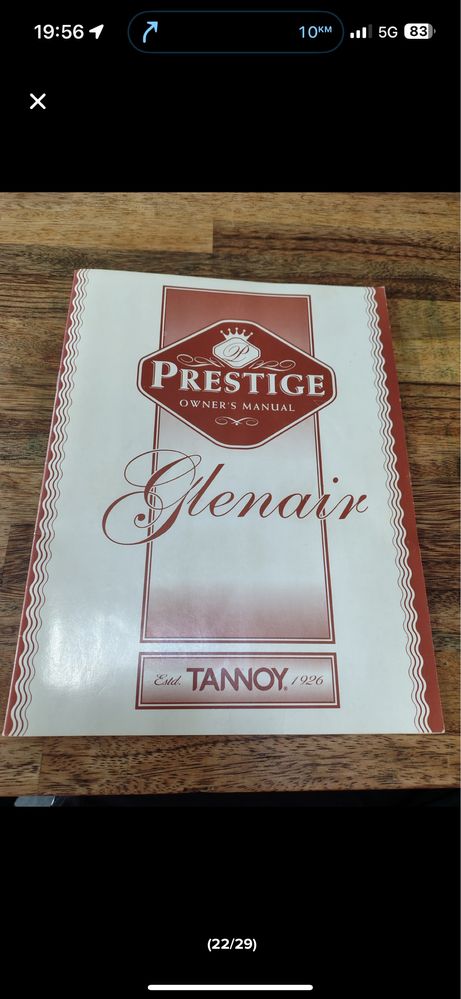 19:56
10KM
5G
83
P
PRESTIGE
OWNER'S MANUAL
Glenair
Estd. TANNOY® 1926
(22/29)